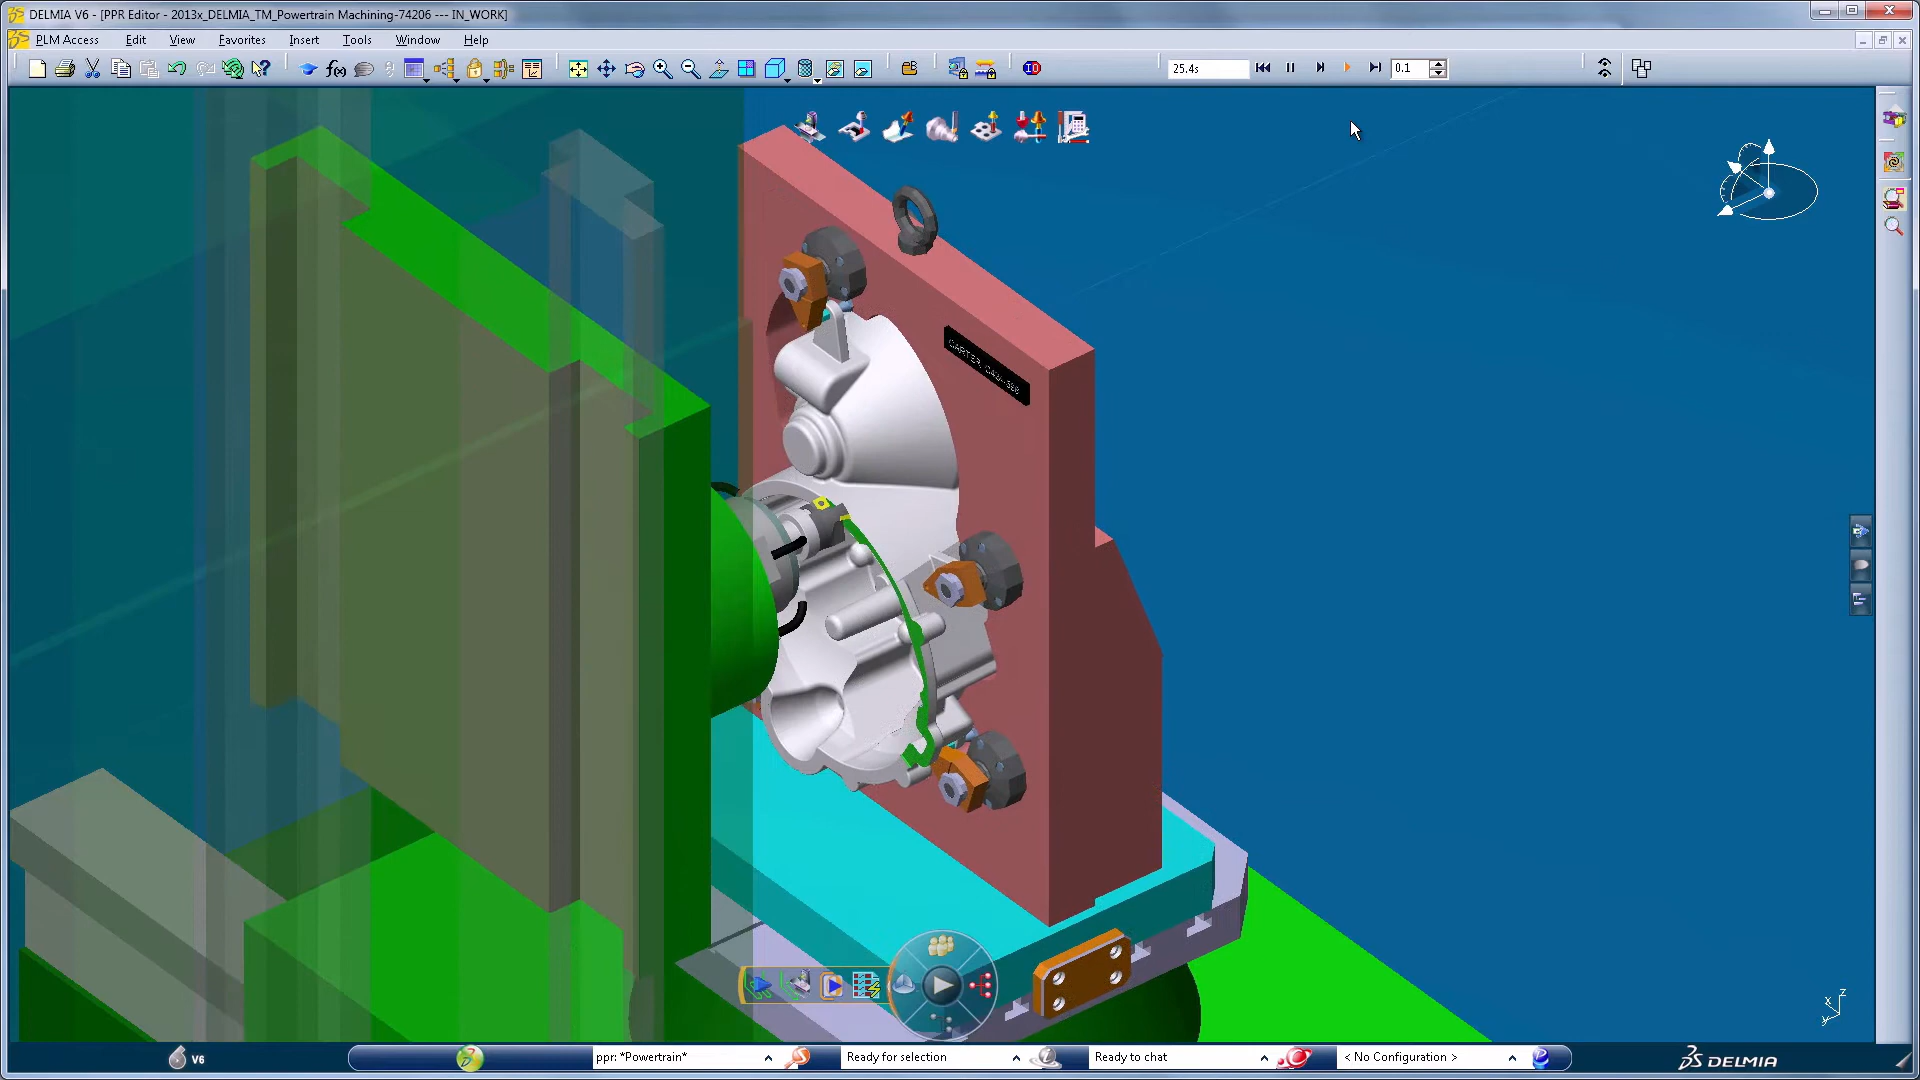 DELMIA V6 - [PPR Editor - 2013x_DELMIA_TM_Powertrain Machining-74206 --- IN_WORK]
PLM Access Edit View Favorites Insert Tools Window Help
f(x) 25.4s 0.1
z
x
y
V6 ppr: *Powertrain* Ready for selection Ready to chat < No Configuration > DELMIA